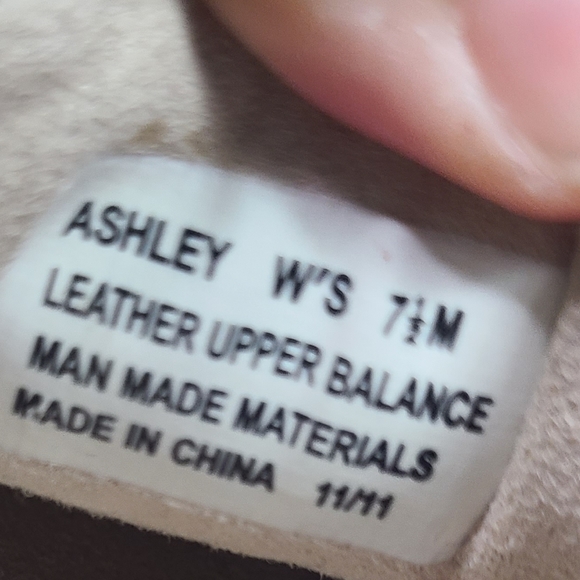 ASHLEY W'S 7½M
LEATHER UPPER BALANCE
MAN MADE MATERIALS
MADE IN CHINA 11/11